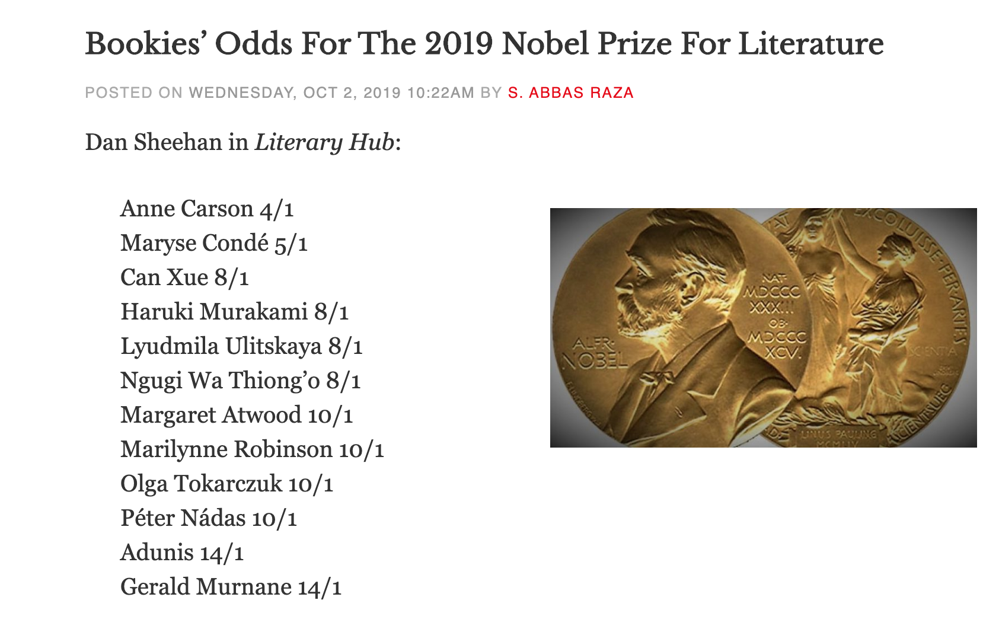 Bookies’ Odds For The 2019 Nobel Prize For Literature
POSTED ON WEDNESDAY, OCT 2, 2019 10:22AM BY S. ABBAS RAZA
Dan Sheehan in Literary Hub:
Anne Carson 4/1
Maryse Condé 5/1
Can Xue 8/1
Haruki Murakami 8/1
Lyudmila Ulitskaya 8/1
Ngugi Wa Thiong’o 8/1
Margaret Atwood 10/1
Marilynne Robinson 10/1
Olga Tokarczuk 10/1
Péter Nádas 10/1
Adunis 14/1
Gerald Murnane 14/1
ALFR·
NOBEL
NAT·
MDCCC
XXXIII
OB·
MDCCC
XCV.
EXCOLUISSE·PER·ARTES
SCIENTIA
LINUS PAULING
MCMLIV